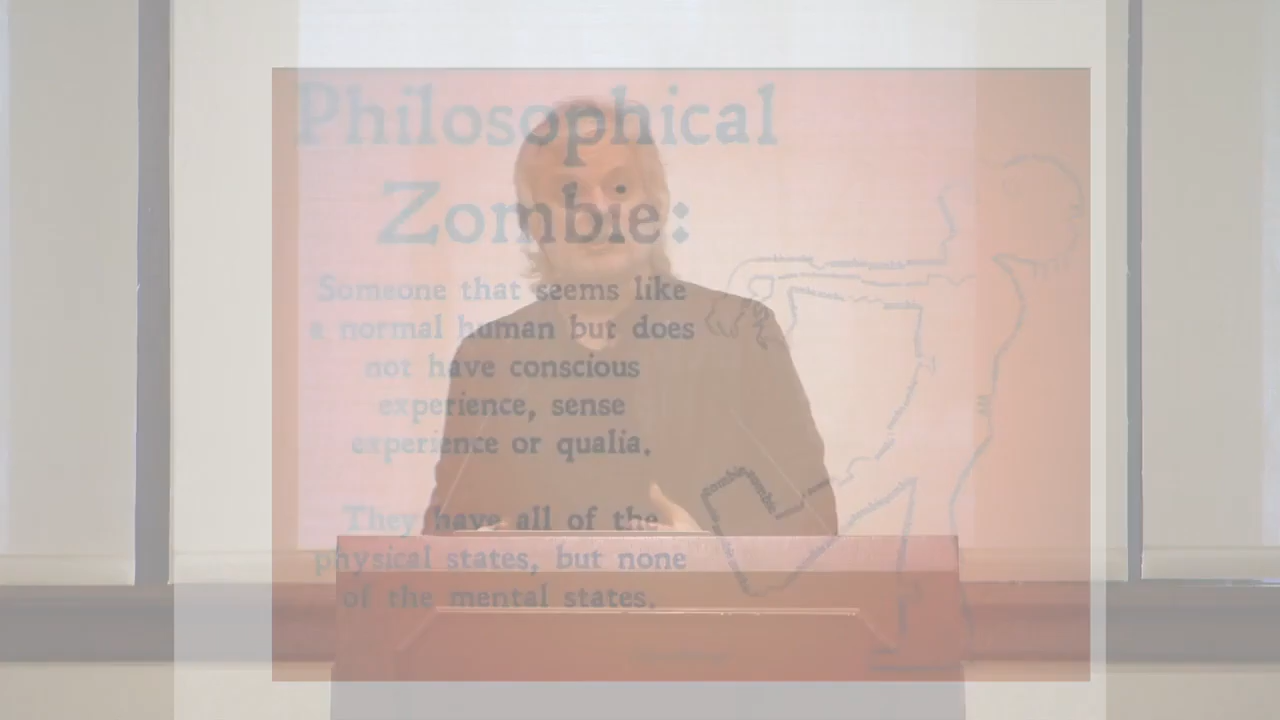 Philosophical
Zombie:
Someone that seems like
a normal human but does
not have conscious
experience, sense
experience or qualia.
They have all of the
physical states, but none
of the mental states.